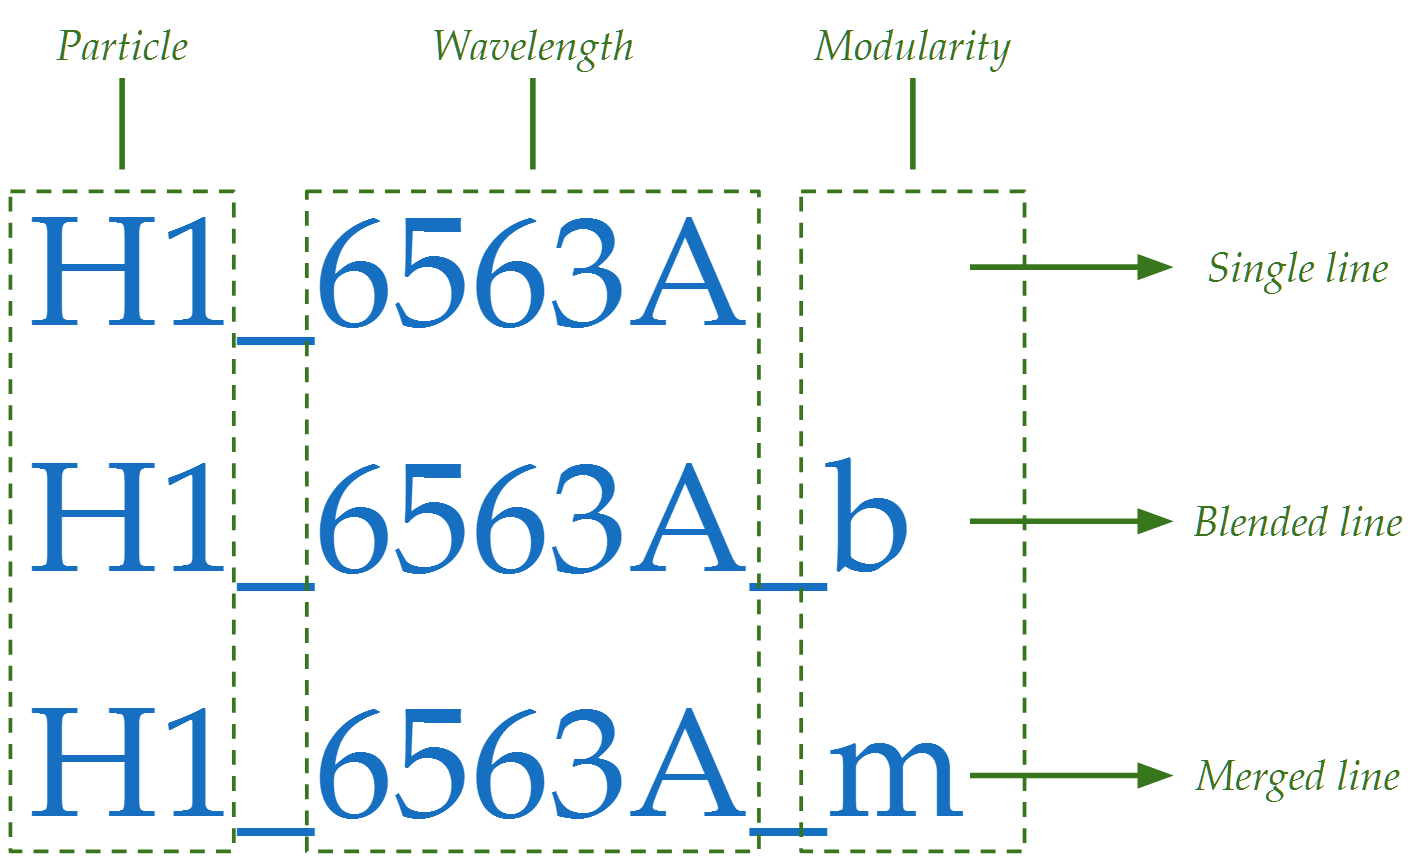 Particle Wavelength Modularity
H1_6563A Single line
H1_6563A_b Blended line
H1_6563A_m Merged line